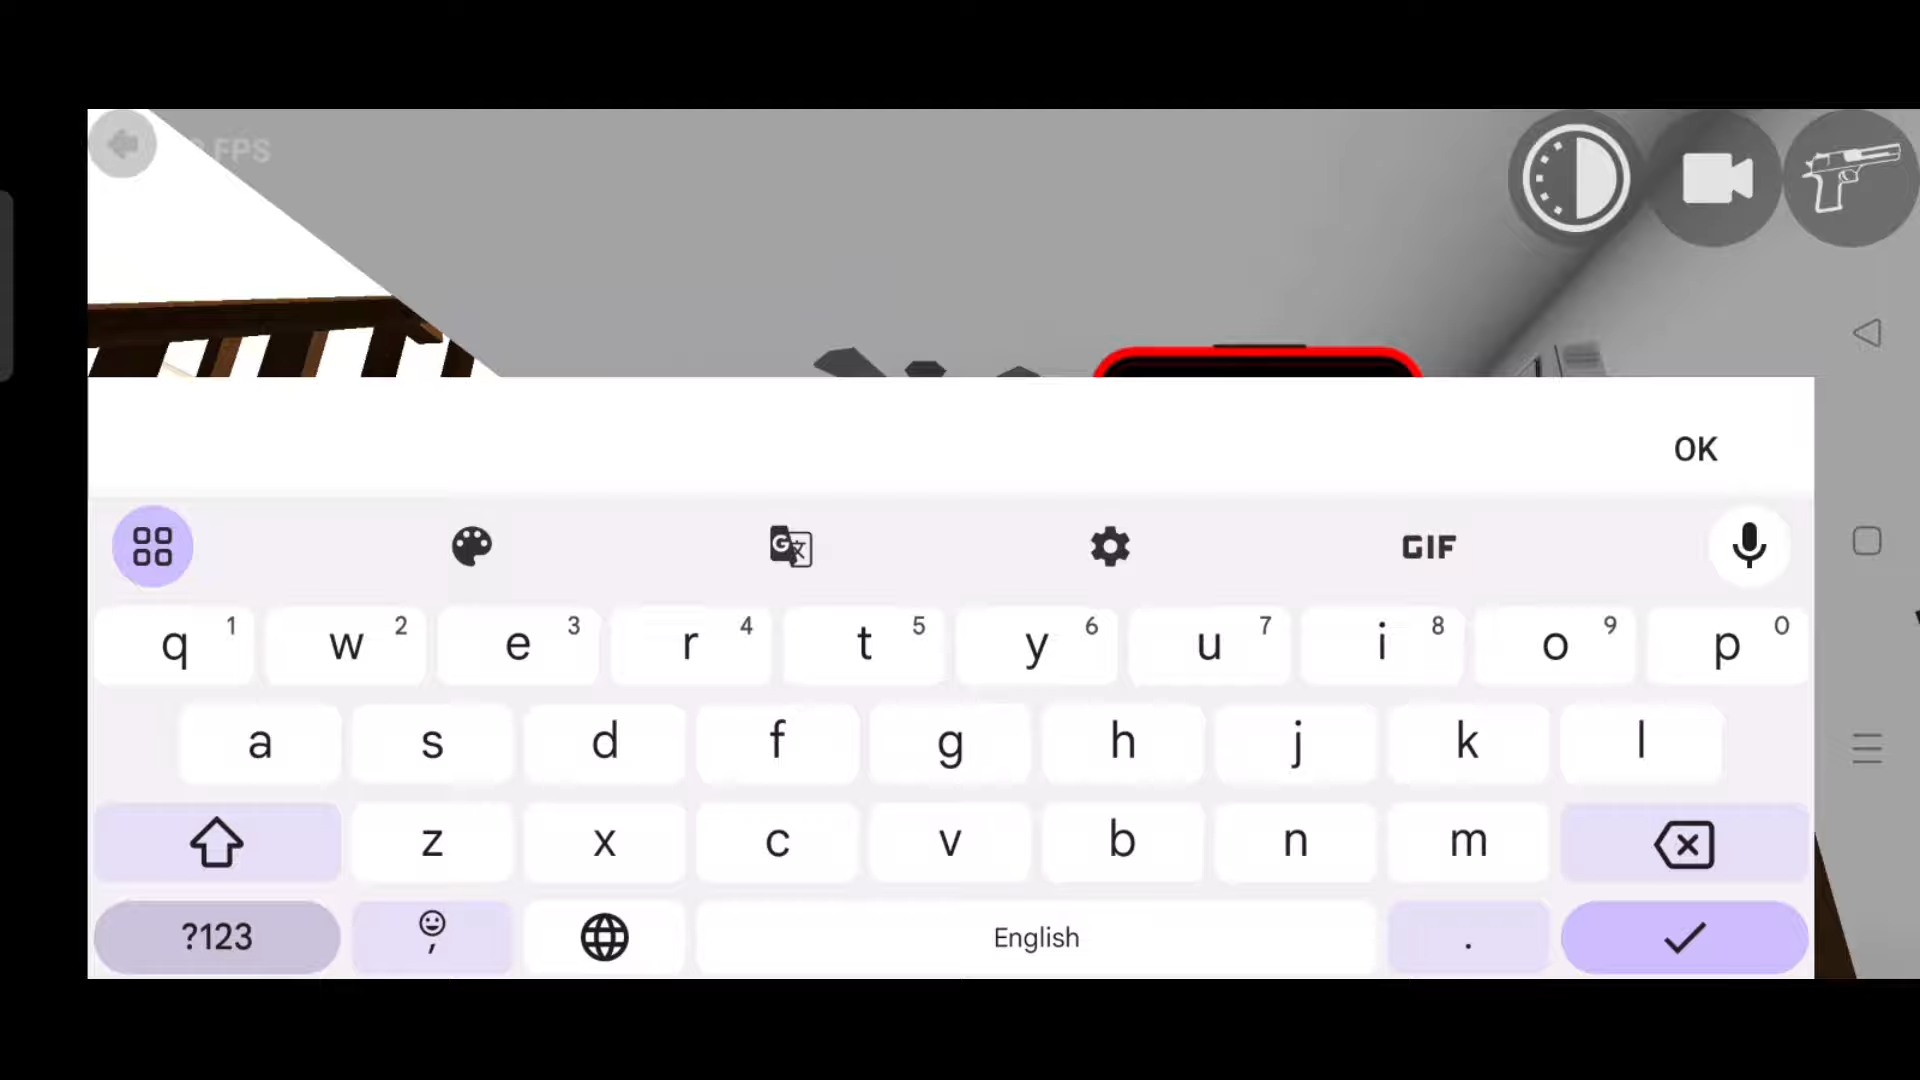 FPS
OK
GIF
q 1 w 2 e 3 r 4 t 5 y 6 u 7 i 8 o 9 p 0
a s d f g h j k l
z x c v b n m
?123 , English .